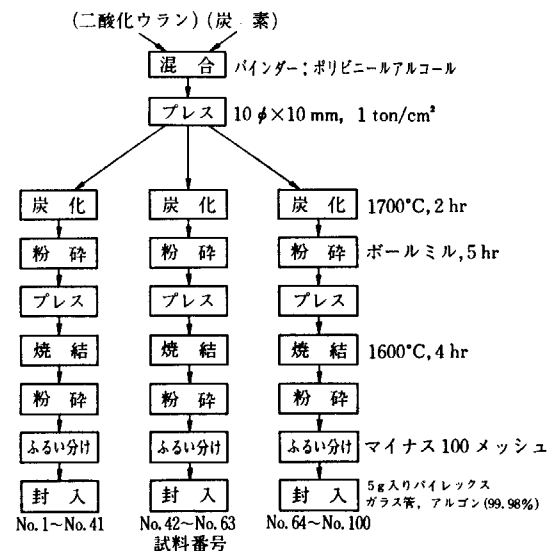 (二酸化ウラン) (炭 素)
混 合 バインダー；ポリビニールアルコール
プレス 10φ×10 mm, 1 ton/cm²
炭 化 炭 化 炭 化 1700°C, 2 hr
粉 砕 粉 砕 粉 砕 ボールミル, 5 hr
プレス プレス プレス
焼 結 焼 結 焼 結 1600°C, 4 hr
粉 砕 粉 砕 粉 砕
ふるい分け ふるい分け ふるい分け マイナス 100 メッシュ
封 入 封 入 封 入 5g入りパイレックス
ガラス管, アルゴン(99.98%)
No.1~No.41 No.42~No.63 No.64~No.100
試料番号